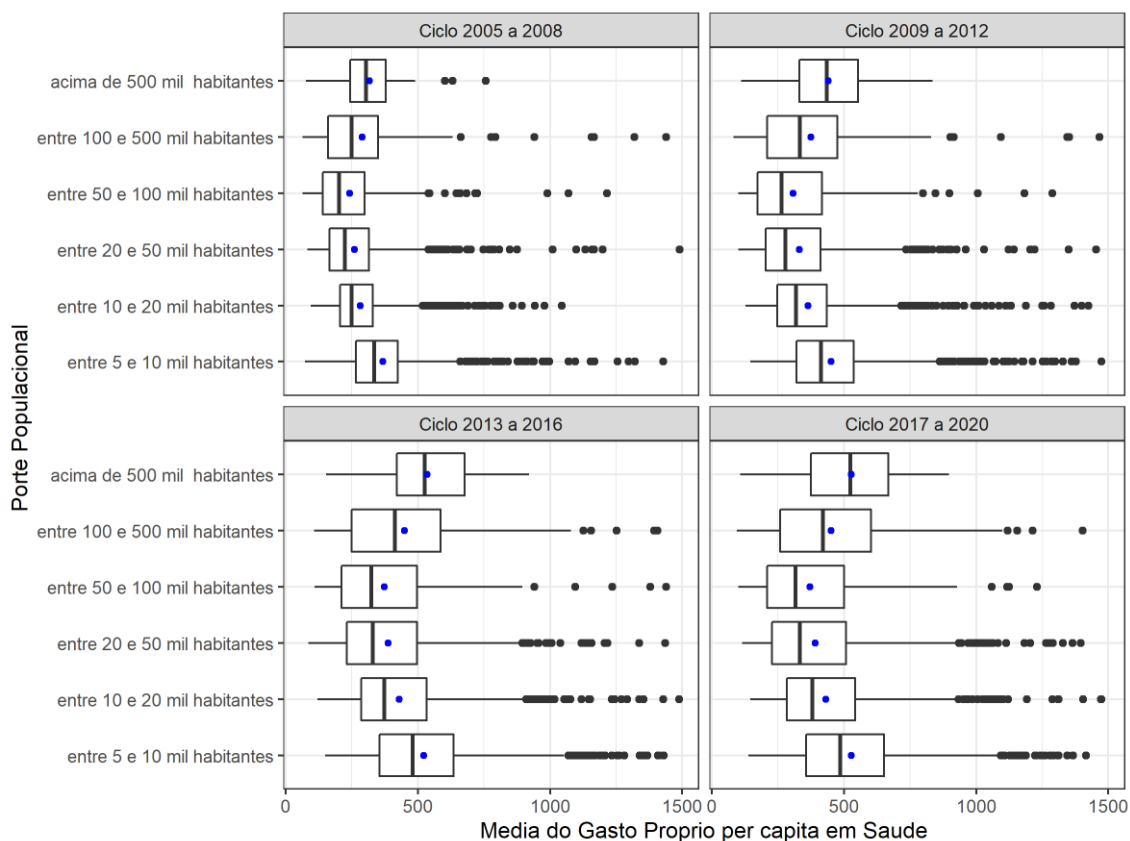 Ciclo 2005 a 2008
Ciclo 2009 a 2012
Porte Populacional
acima de 500 mil  habitantes
entre 100 e 500 mil habitantes
entre 50 e 100 mil habitantes
entre 20 e 50 mil habitantes
entre 10 e 20 mil habitantes
entre 5 e 10 mil habitantes
Ciclo 2013 a 2016
Ciclo 2017 a 2020
acima de 500 mil  habitantes
entre 100 e 500 mil habitantes
entre 50 e 100 mil habitantes
entre 20 e 50 mil habitantes
entre 10 e 20 mil habitantes
entre 5 e 10 mil habitantes
0 500 1000 1500 0 500 1000 1500
Media do Gasto Proprio per capita em Saude